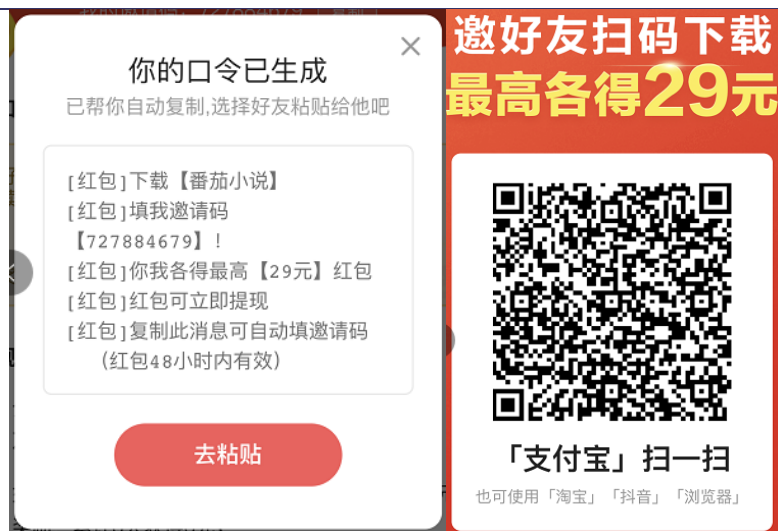 你的口令已生成
已帮你自动复制,选择好友粘贴给他吧
[红包]下载【番茄小说】
[红包]填我邀请码
【727884679】!
[红包]你我各得最高【29元】红包
[红包]红包可立即提现
[红包]复制此消息可自动填邀请码
（红包48小时内有效）
去粘贴
邀好友扫码下载
最高各得29元
「支付宝」扫一扫
也可使用「淘宝」「抖音」「浏览器」